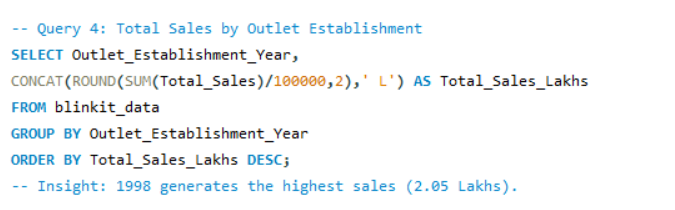 -- Query 4: Total Sales by Outlet Establishment
SELECT Outlet_Establishment_Year,
CONCAT(ROUND(SUM(Total_Sales)/100000,2),' L') AS Total_Sales_Lakhs
FROM blinkit_data
GROUP BY Outlet_Establishment_Year
ORDER BY Total_Sales_Lakhs DESC;
-- Insight: 1998 generates the highest sales (2.05 Lakhs).